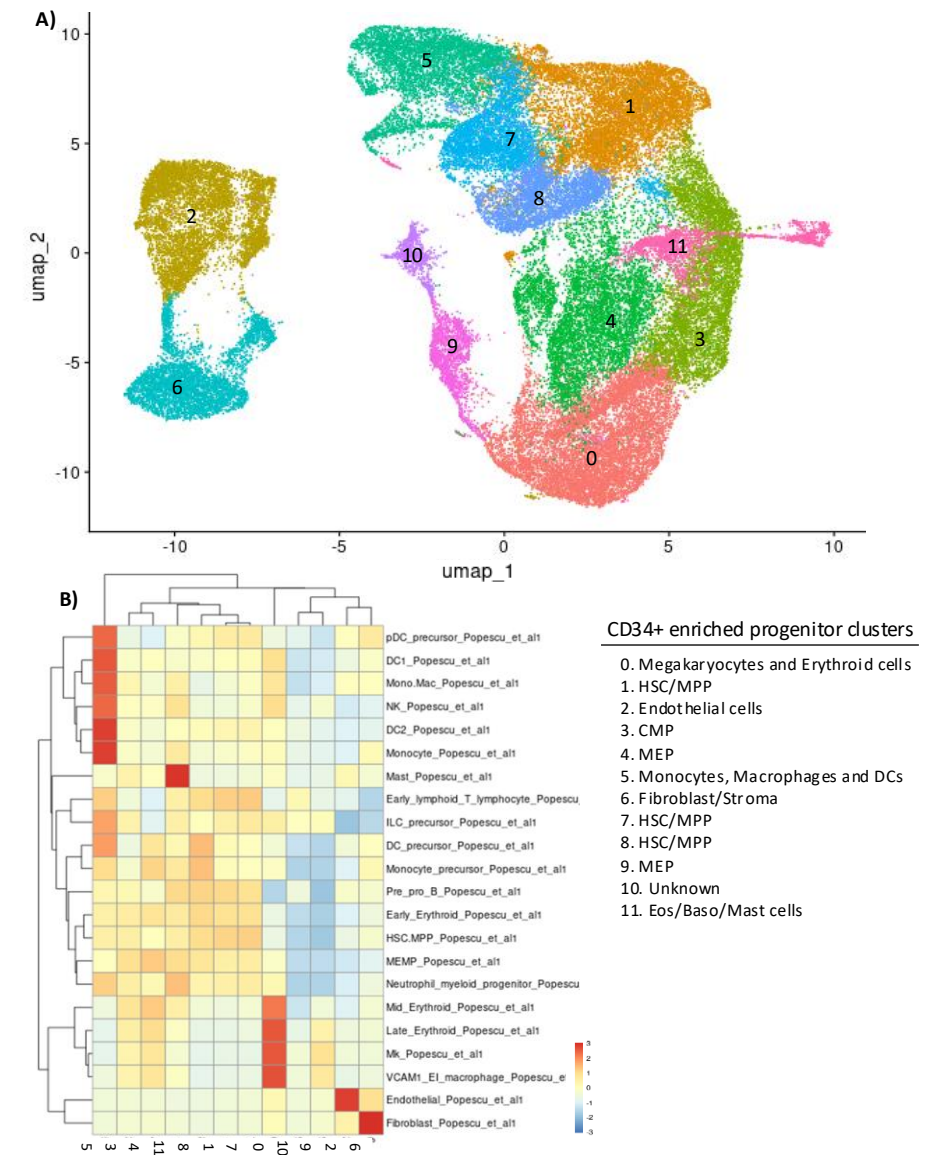 A)
10
5
0
-5
-10
umap_2
5
1
7
8
2
10
11
4
3
9
6
0
-10
-5
0
5
10
umap_1
B)
pDC_precursor_Popescu_et_al1
DC1_Popescu_et_al1
Mono.Mac_Popescu_et_al1
NK_Popescu_et_al1
DC2_Popescu_et_al1
Monocyte_Popescu_et_al1
Mast_Popescu_et_al1
Early_lymphoid_T_lymphocyte_Popescu_
ILC_precursor_Popescu_et_al1
DC_precursor_Popescu_et_al1
Monocyte_precursor_Popescu_et_al1
Pre_pro_B_Popescu_et_al1
Early_Erythroid_Popescu_et_al1
HSC.MPP_Popescu_et_al1
MEMP_Popescu_et_al1
Neutrophil_myeloid_progenitor_Popescu
Mid_Erythroid_Popescu_et_al1
Late_Erythroid_Popescu_et_al1
Mk_Popescu_et_al1
VCAM1_EI_macrophage_Popescu_e
Endothelial_Popescu_et_al1
Fibroblast_Popescu_et_al1
3
2
1
0
-1
-2
-3
5 3 4 11 8 1 7 0 10 9 2 6
CD34+ enriched progenitor clusters
0. Megakaryocytes and Erythroid cells
1. HSC/MPP
2. Endothelial cells
3. CMP
4. MEP
5. Monocytes, Macrophages and DCs
6. Fibroblast/Stroma
7. HSC/MPP
8. HSC/MPP
9. MEP
10. Unknown
11. Eos/Baso/Mast cells